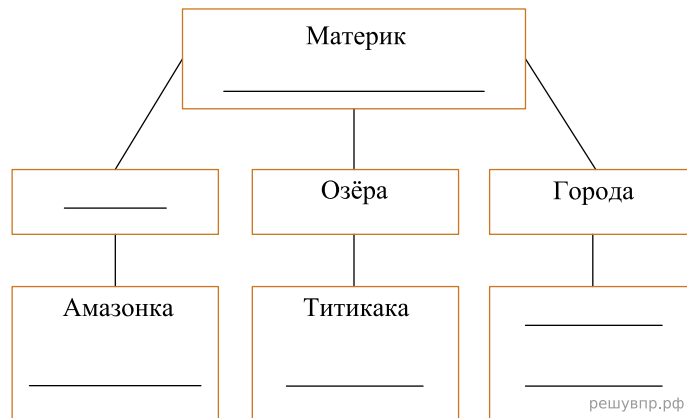 Материк
Озёра
Города
Амазонка
Титикака
решувпр.рф